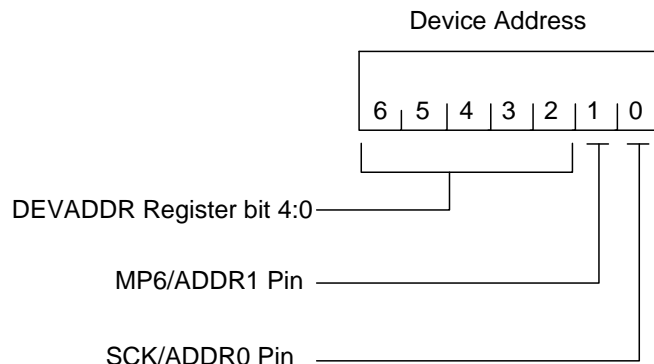 Device Address
6 5 4 3 2 1 0
DEVADDR Register bit 4:0
MP6/ADDR1 Pin
SCK/ADDR0 Pin